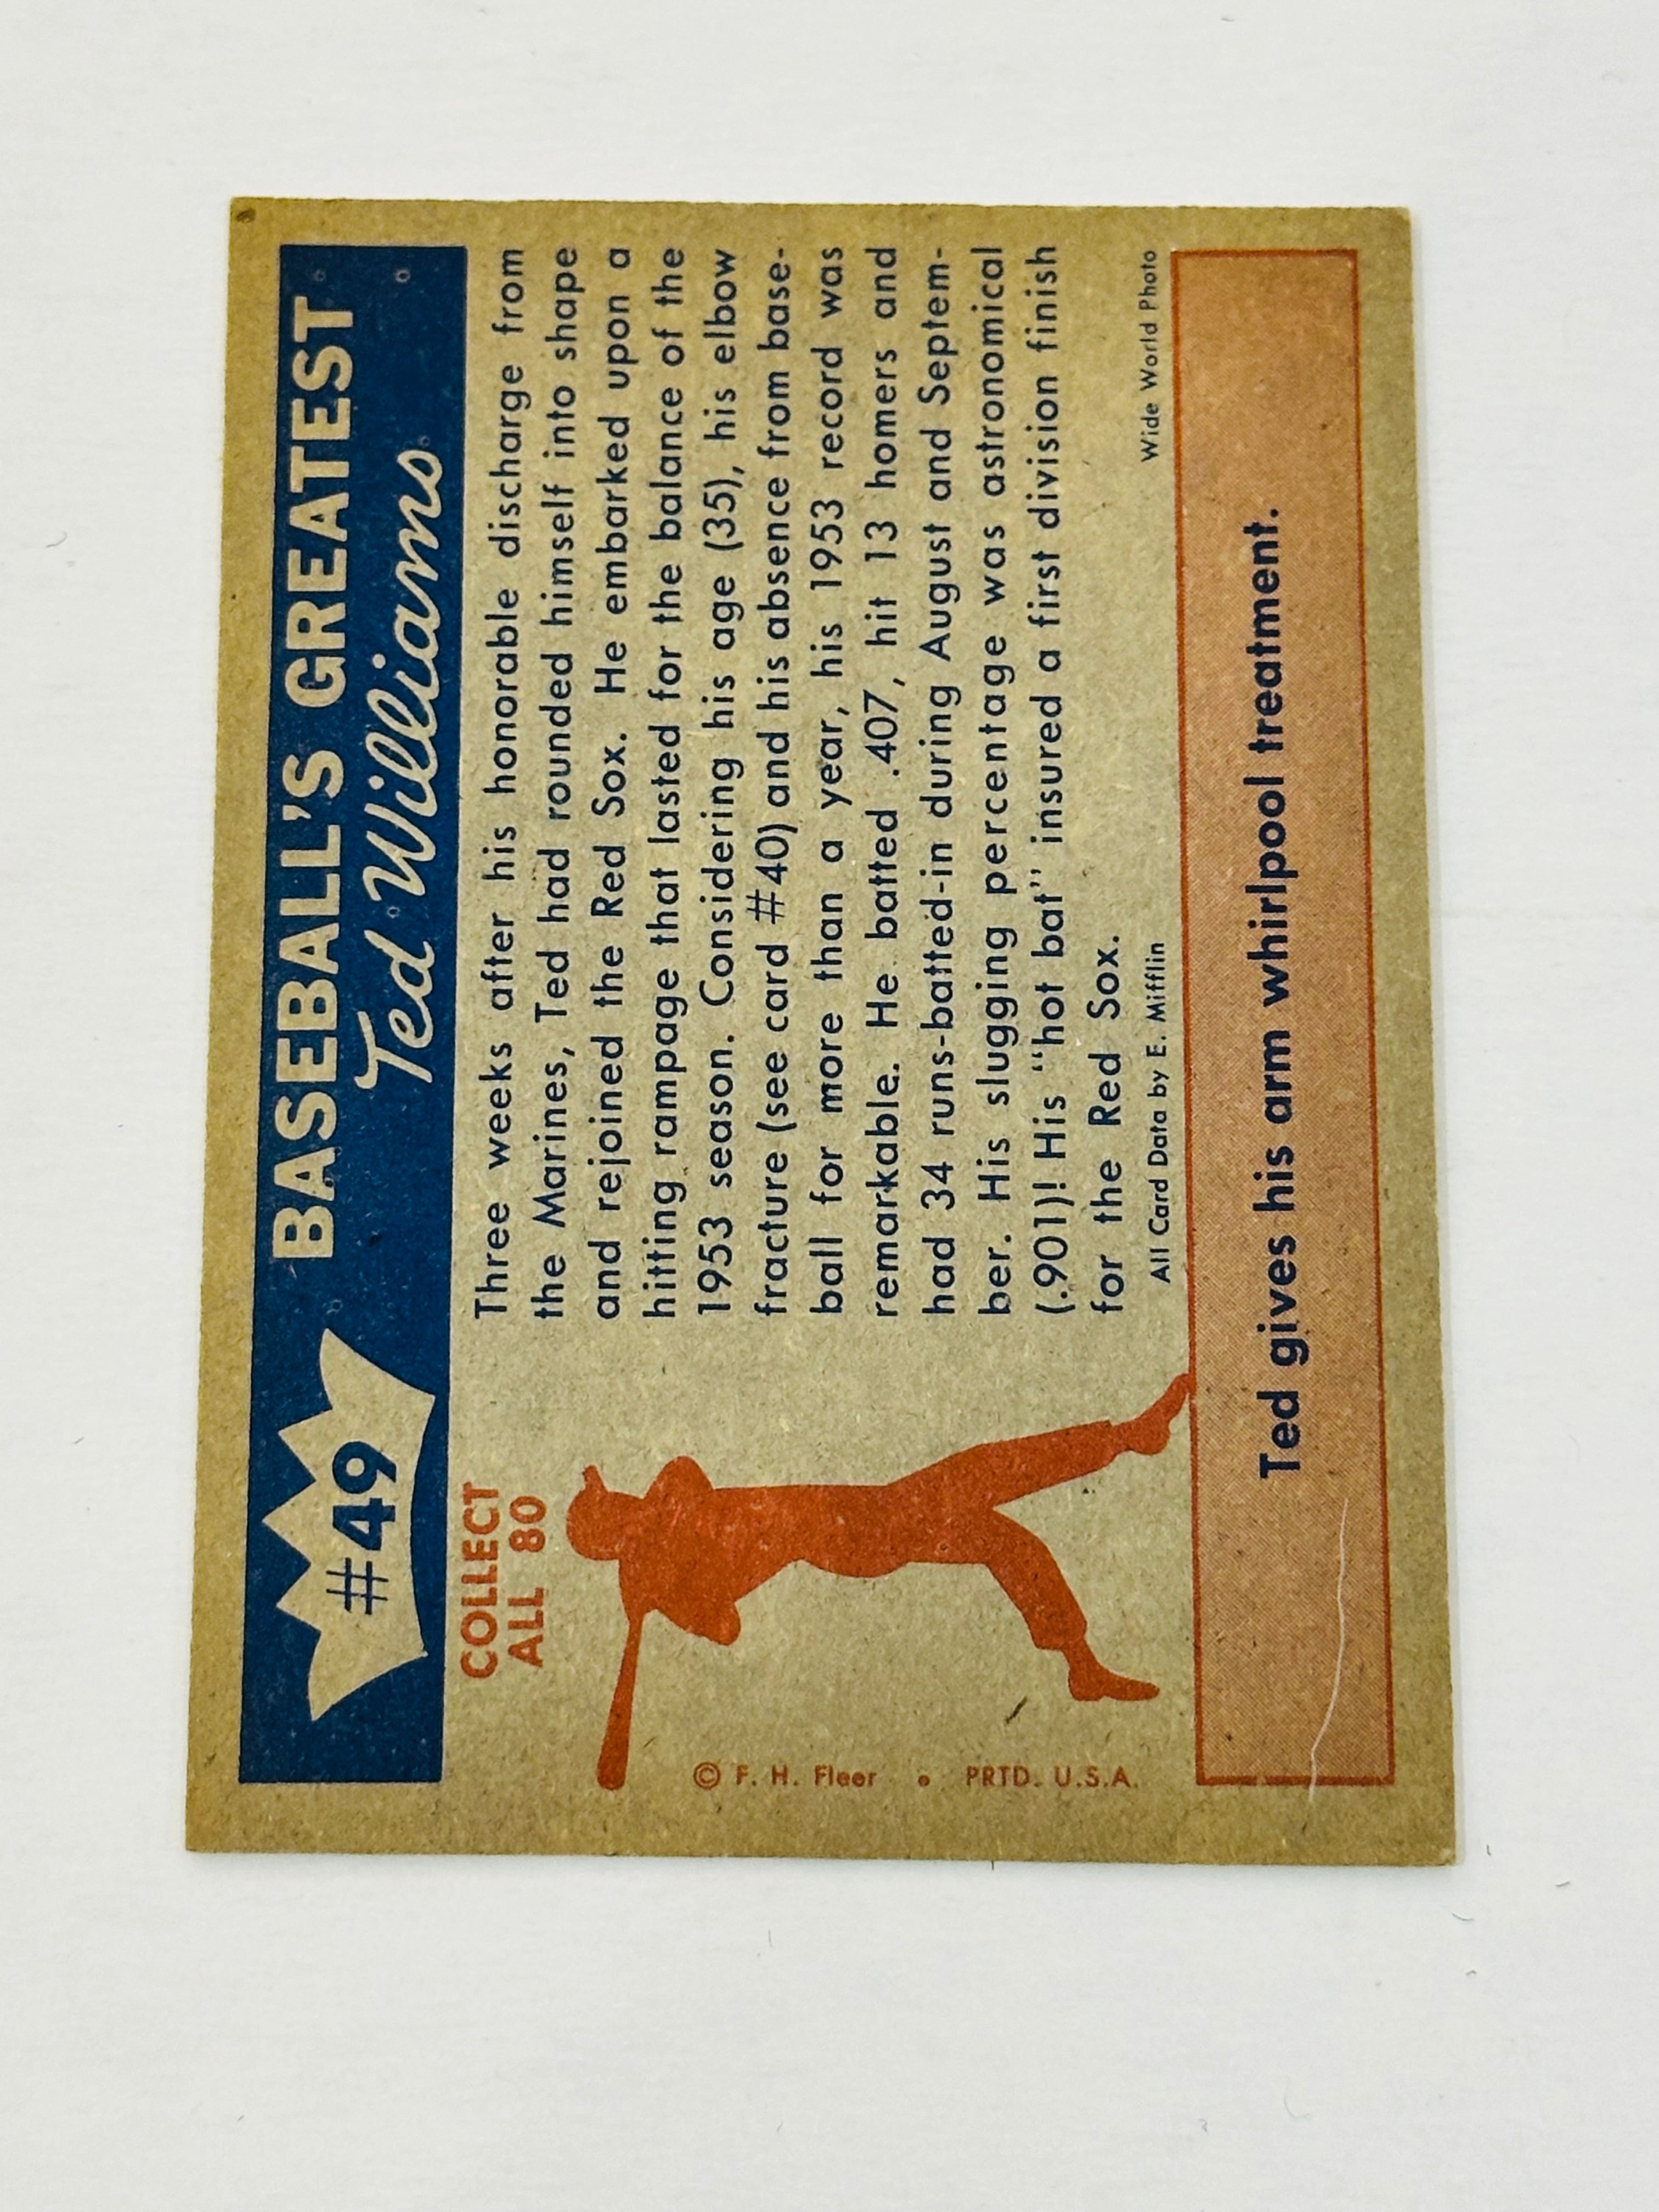 #49
BASEBALL'S GREATEST
Ted Williams
COLLECT
ALL 80
Three weeks after his honorable discharge from
the Marines, Ted had rounded himself into shape
and rejoined the Red Sox. He embarked upon a
hitting rampage that lasted for the balance of the
1953 season. Considering his age (35), his elbow
fracture (see card #40) and his absence from base-
ball for more than a year, his 1953 record was
remarkable. He batted .407, hit 13 homers and
had 34 runs-batted-in during August and Septem-
ber. His slugging percentage was astronomical
(.901)! His "hot bat" insured a first division finish
for the Red Sox.
Wide World Photo
All Card Data by E. Mifflin
© F. H. Fleer • PRTD. U.S.A.
Ted gives his arm whirlpool treatment.